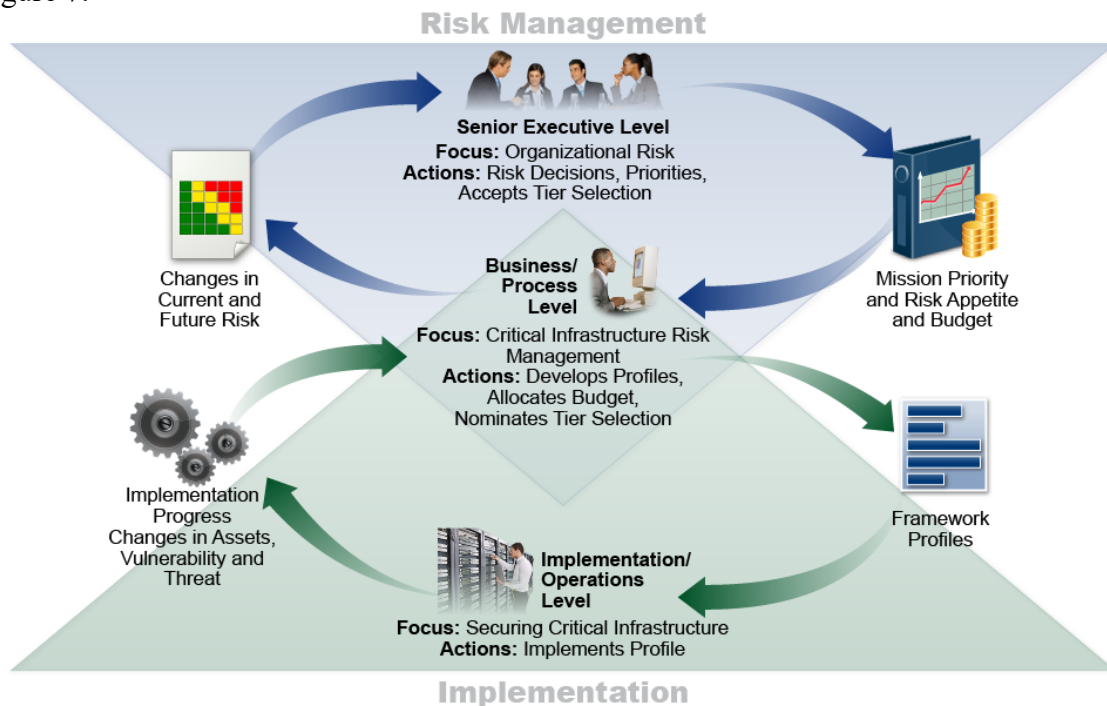 Risk Management
Senior Executive Level
Focus: Organizational Risk
Actions: Risk Decisions, Priorities,
Accepts Tier Selection
Changes in
Current and
Future Risk
Mission Priority
and Risk Appetite
and Budget
Business/
Process
Level
Focus: Critical Infrastructure Risk
Management
Actions: Develops Profiles,
Allocates Budget,
Nominates Tier Selection
Implementation
Progress
Changes in Assets,
Vulnerability and
Threat
Framework
Profiles
Implementation/
Operations
Level
Focus: Securing Critical Infrastructure
Actions: Implements Profile
Implementation